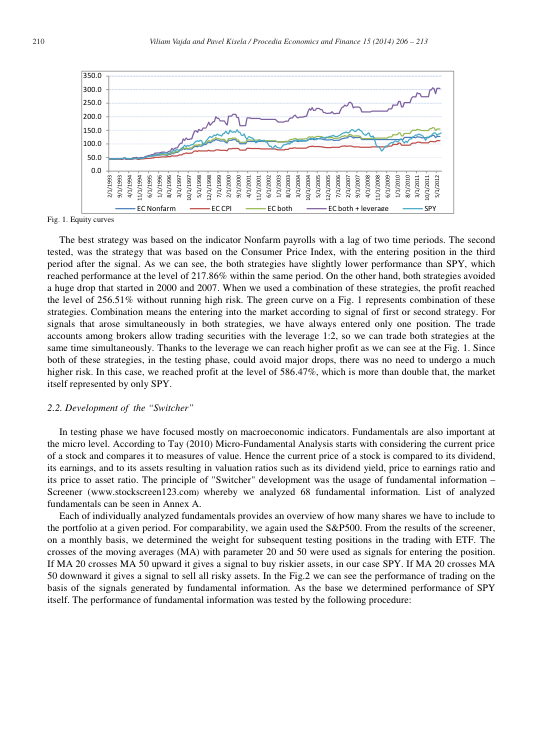 210
Viliam Vajda and Pavel Kisela / Procedia Economics and Finance 15 (2014) 206 – 213
350.0
300.0
250.0
200.0
150.0
100.0
50.0
0.0
2/1/1993
9/1/1993
4/1/1994
11/1/1994
6/1/1995
1/1/1996
8/1/1996
3/1/1997
10/1/1997
5/1/1998
12/1/1998
7/1/1999
2/1/2000
9/1/2000
4/1/2001
11/1/2001
6/1/2002
1/1/2003
8/1/2003
3/1/2004
10/1/2004
5/1/2005
12/1/2005
7/1/2006
2/1/2007
9/1/2007
4/1/2008
11/1/2008
6/1/2009
1/1/2010
8/1/2010
3/1/2011
10/1/2011
5/1/2012
EC Nonfarm EC CPI EC both EC both + leverage SPY
Fig. 1. Equity curves
The best strategy was based on the indicator Nonfarm payrolls with a lag of two time periods. The second
tested, was the strategy that was based on the Consumer Price Index, with the entering position in the third
period after the signal. As we can see, the both strategies have slightly lower performance than SPY, which
reached performance at the level of 217.86% within the same period. On the other hand, both strategies avoided
a huge drop that started in 2000 and 2007. When we used a combination of these strategies, the profit reached
the level of 256.51% without running high risk. The green curve on a Fig. 1 represents combination of these
strategies. Combination means the entering into the market according to signal of first or second strategy. For
signals that arose simultaneously in both strategies, we have always entered only one position. The trade
accounts among brokers allow trading securities with the leverage 1:2, so we can trade both strategies at the
same time simultaneously. Thanks to the leverage we can reach higher profit as we can see at the Fig. 1. Since
both of these strategies, in the testing phase, could avoid major drops, there was no need to undergo a much
higher risk. In this case, we reached profit at the level of 586.47%, which is more than double that, the market
itself represented by only SPY.
2.2. Development of the “Switcher”
In testing phase we have focused mostly on macroeconomic indicators. Fundamentals are also important at
the micro level. According to Tay (2010) Micro-Fundamental Analysis starts with considering the current price
of a stock and compares it to measures of value. Hence the current price of a stock is compared to its dividend,
its earnings, and to its assets resulting in valuation ratios such as its dividend yield, price to earnings ratio and
its price to asset ratio. The principle of "Switcher" development was the usage of fundamental information –
Screener (www.stockscreen123.com) whereby we analyzed 68 fundamental information. List of analyzed
fundamentals can be seen in Annex A.
Each of individually analyzed fundamentals provides an overview of how many shares we have to include to
the portfolio at a given period. For comparability, we again used the S&P500. From the results of the screener,
on a monthly basis, we determined the weight for subsequent testing positions in the trading with ETF. The
crosses of the moving averages (MA) with parameter 20 and 50 were used as signals for entering the position.
If MA 20 crosses MA 50 upward it gives a signal to buy riskier assets, in our case SPY. If MA 20 crosses MA
50 downward it gives a signal to sell all risky assets. In the Fig.2 we can see the performance of trading on the
basis of the signals generated by fundamental information. As the base we determined performance of SPY
itself. The performance of fundamental information was tested by the following procedure: